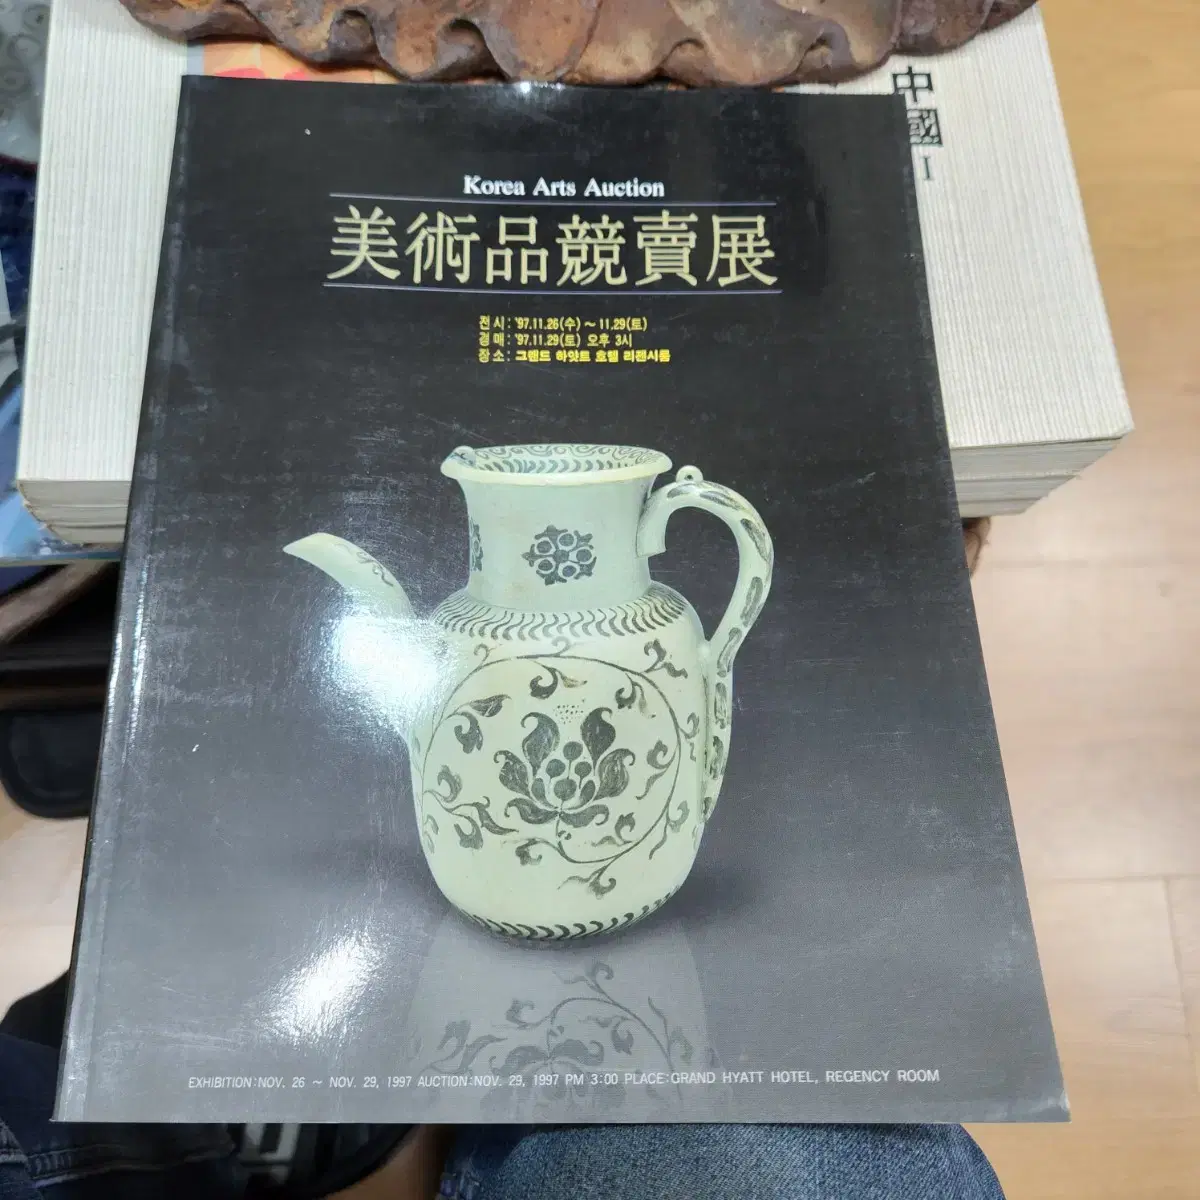 中
國
I
Korea Arts Auction
美術品競賣展
전시: '97.11.26(수) ~ 11.29(토)
경매: '97.11.29(토) 오후 3시
장소: 그랜드 하얏트 호텔 리젠시룸
EXHIBITION:NOV. 26 ~ NOV. 29, 1997 AUCTION:NOV. 29, 1997 PM 3:00 PLACE:GRAND HYATT HOTEL, REGENCY ROOM